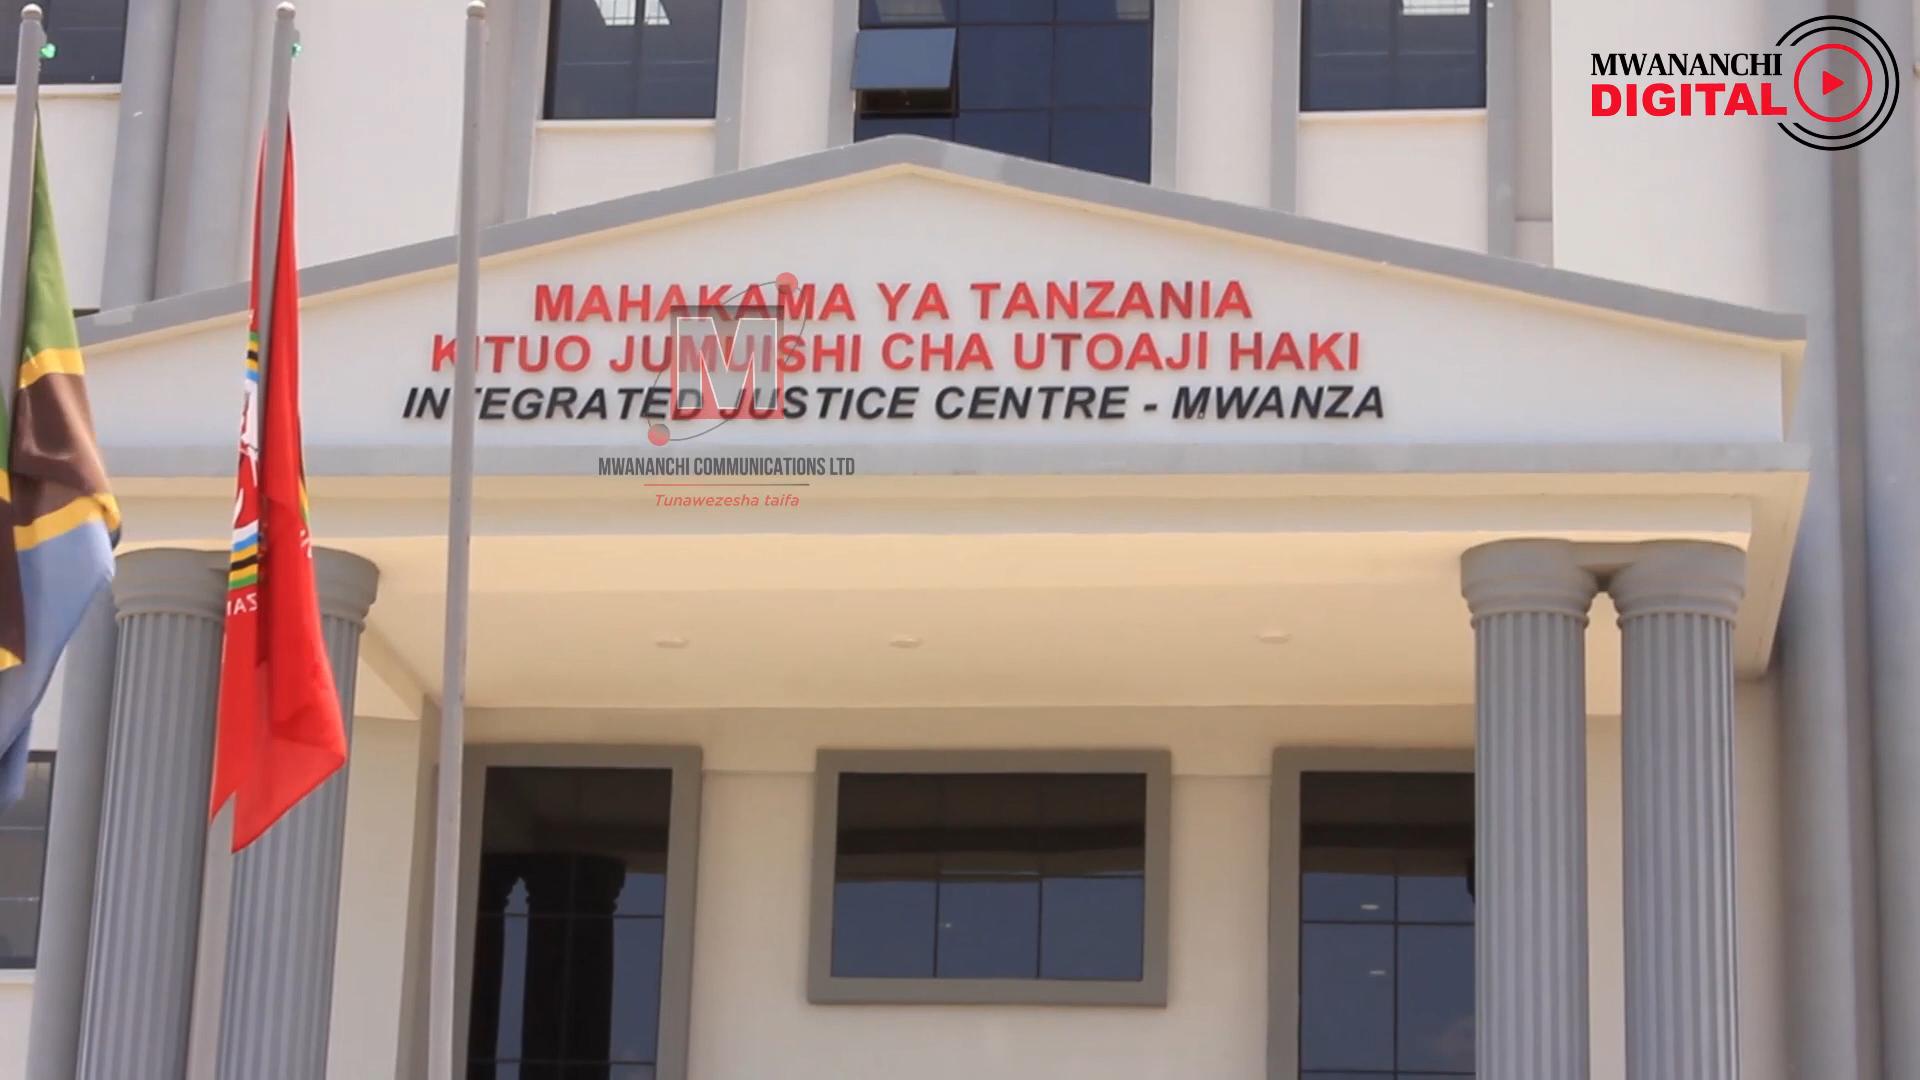 MWANANCHI
DIGITAL
MAHAKAMA YA TANZANIA
KITUO JUMUISHI CHA UTOAJI HAKI
INTEGRATED JUSTICE CENTRE - MWANZA
M
MWANANCHI COMMUNICATIONS LTD
Tunawezesha taifa